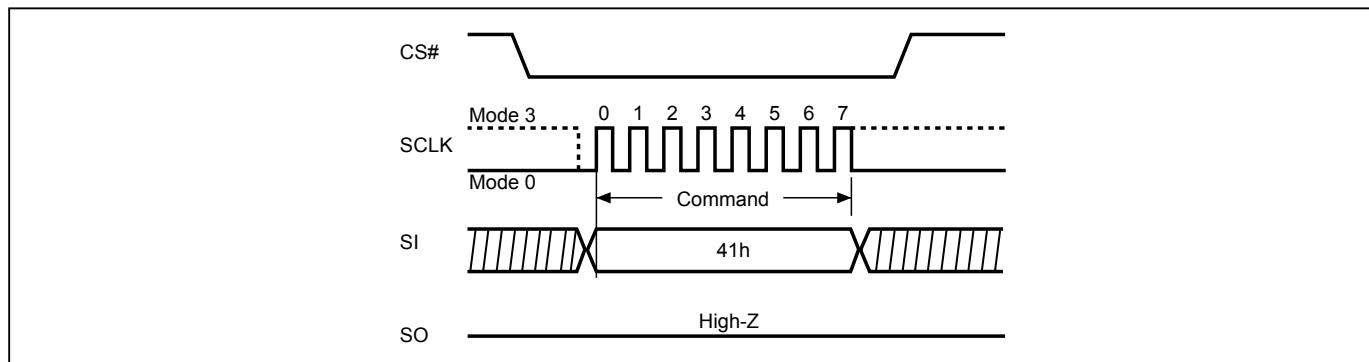 CS#
Mode 3
0 1 2 3 4 5 6 7
SCLK
Mode 0
Command
SI
41h
High-Z
SO